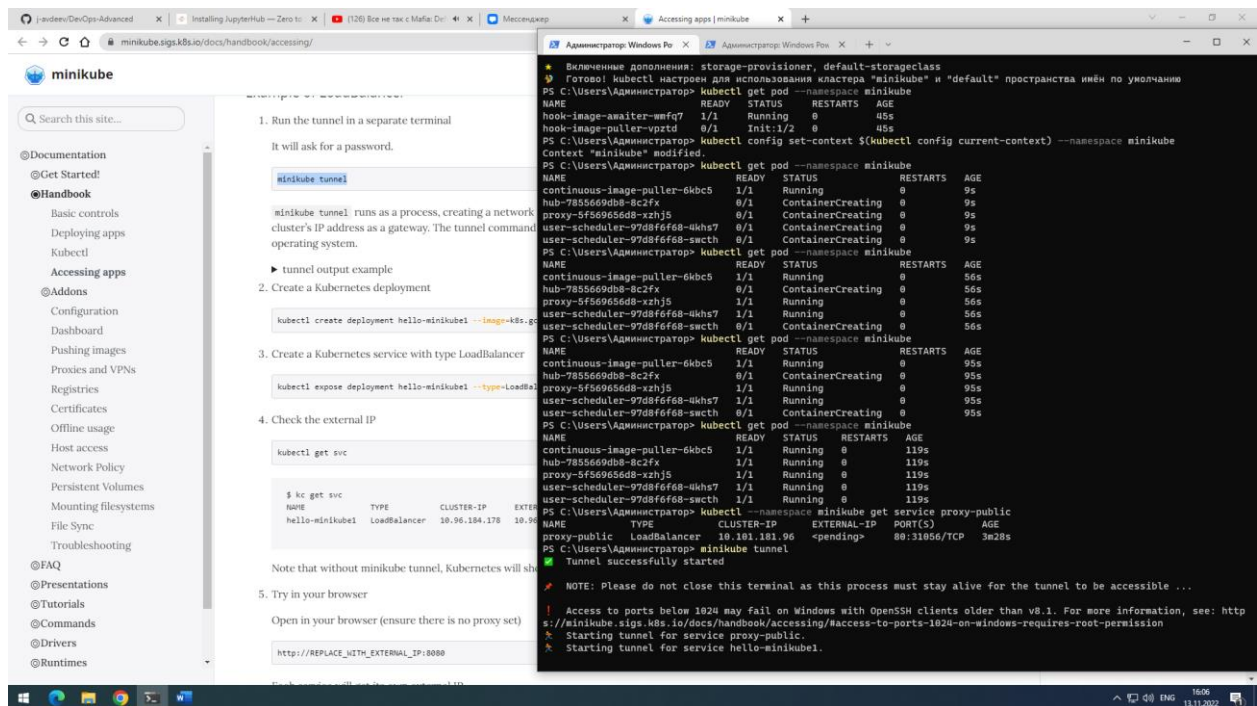 j-avdeev/DevOps-Advanced
Installing JupyterHub — Zero to
(126) Все не так с Mafia: De
Мессенджер
Accessing apps | minikube
minikube.sigs.k8s.io/docs/handbook/accessing/
minikube
Search this site...
Documentation
Get Started!
Handbook
Basic controls
Deploying apps
Kubectl
Accessing apps
Addons
Configuration
Dashboard
Pushing images
Proxies and VPNs
Registries
Certificates
Offline usage
Host access
Network Policy
Persistent Volumes
Mounting filesystems
File Sync
Troubleshooting
FAQ
Presentations
Tutorials
Commands
Drivers
Runtimes
Example of LoadBalancer
1. Run the tunnel in a separate terminal
It will ask for a password.
minikube tunnel
minikube tunnel runs as a process, creating a network
cluster's IP address as a gateway. The tunnel command
operating system.
▶ tunnel output example
2. Create a Kubernetes deployment
kubectl create deployment hello-minikube1 --image=k8s.gc
3. Create a Kubernetes service with type LoadBalancer
kubectl expose deployment hello-minikube1 --type=LoadBal
4. Check the external IP
kubectl get svc
$ kc get svc
NAME TYPE CLUSTER-IP EXTER
hello-minikube1 LoadBalancer 10.96.184.178 10.96
Note that without minikube tunnel, Kubernetes will sho
5. Try in your browser
Open in your browser (ensure there is no proxy set)
http://REPLACE_WITH_EXTERNAL_IP:8080
Each service will get its own external IP.
Администратор: Windows Po
Администратор: Windows Pow
Включенные дополнения: storage-provisioner, default-storageclass
Готово! kubectl настроен для использования кластера "minikube" и "default" пространства имён по умолчанию
PS C:\Users\Администратор> kubectl get pod --namespace minikube
NAME READY STATUS RESTARTS AGE
hook-image-awaiter-wmfq7 1/1 Running 0 45s
hook-image-puller-vpztd 0/1 Init:1/2 0 45s
PS C:\Users\Администратор> kubectl config set-context $(kubectl config current-context) --namespace minikube
Context "minikube" modified.
PS C:\Users\Администратор> kubectl get pod --namespace minikube
NAME READY STATUS RESTARTS AGE
continuous-image-puller-6kbc5 1/1 Running 0 9s
hub-7855669db8-8c2fx 0/1 ContainerCreating 0 9s
proxy-5f569656d8-xzhj5 0/1 ContainerCreating 0 9s
user-scheduler-97d8f6f68-4khs7 0/1 ContainerCreating 0 9s
user-scheduler-97d8f6f68-swcth 0/1 ContainerCreating 0 9s
PS C:\Users\Администратор> kubectl get pod --namespace minikube
NAME READY STATUS RESTARTS AGE
continuous-image-puller-6kbc5 1/1 Running 0 56s
hub-7855669db8-8c2fx 0/1 ContainerCreating 0 56s
proxy-5f569656d8-xzhj5 1/1 Running 0 56s
user-scheduler-97d8f6f68-4khs7 1/1 Running 0 56s
user-scheduler-97d8f6f68-swcth 0/1 ContainerCreating 0 56s
PS C:\Users\Администратор> kubectl get pod --namespace minikube
NAME READY STATUS RESTARTS AGE
continuous-image-puller-6kbc5 1/1 Running 0 95s
hub-7855669db8-8c2fx 0/1 ContainerCreating 0 95s
proxy-5f569656d8-xzhj5 1/1 Running 0 95s
user-scheduler-97d8f6f68-4khs7 1/1 Running 0 95s
user-scheduler-97d8f6f68-swcth 0/1 ContainerCreating 0 95s
PS C:\Users\Администратор> kubectl get pod --namespace minikube
NAME READY STATUS RESTARTS AGE
continuous-image-puller-6kbc5 1/1 Running 0 119s
hub-7855669db8-8c2fx 1/1 Running 0 119s
proxy-5f569656d8-xzhj5 1/1 Running 0 119s
user-scheduler-97d8f6f68-4khs7 1/1 Running 0 119s
user-scheduler-97d8f6f68-swcth 1/1 Running 0 119s
PS C:\Users\Администратор> kubectl --namespace minikube get service proxy-public
NAME TYPE CLUSTER-IP EXTERNAL-IP PORT(S) AGE
proxy-public LoadBalancer 10.101.181.96 <pending> 80:31056/TCP 3m28s
PS C:\Users\Администратор> minikube tunnel
Tunnel successfully started
NOTE: Please do not close this terminal as this process must stay alive for the tunnel to be accessible ...
! Access to ports below 1024 may fail on Windows with OpenSSH clients older than v8.1. For more information, see: http
s://minikube.sigs.k8s.io/docs/handbook/accessing/#access-to-ports-1024-on-windows-requires-root-permission
Starting tunnel for service proxy-public.
Starting tunnel for service hello-minikube1.
ENG
16:06
13.11.2022